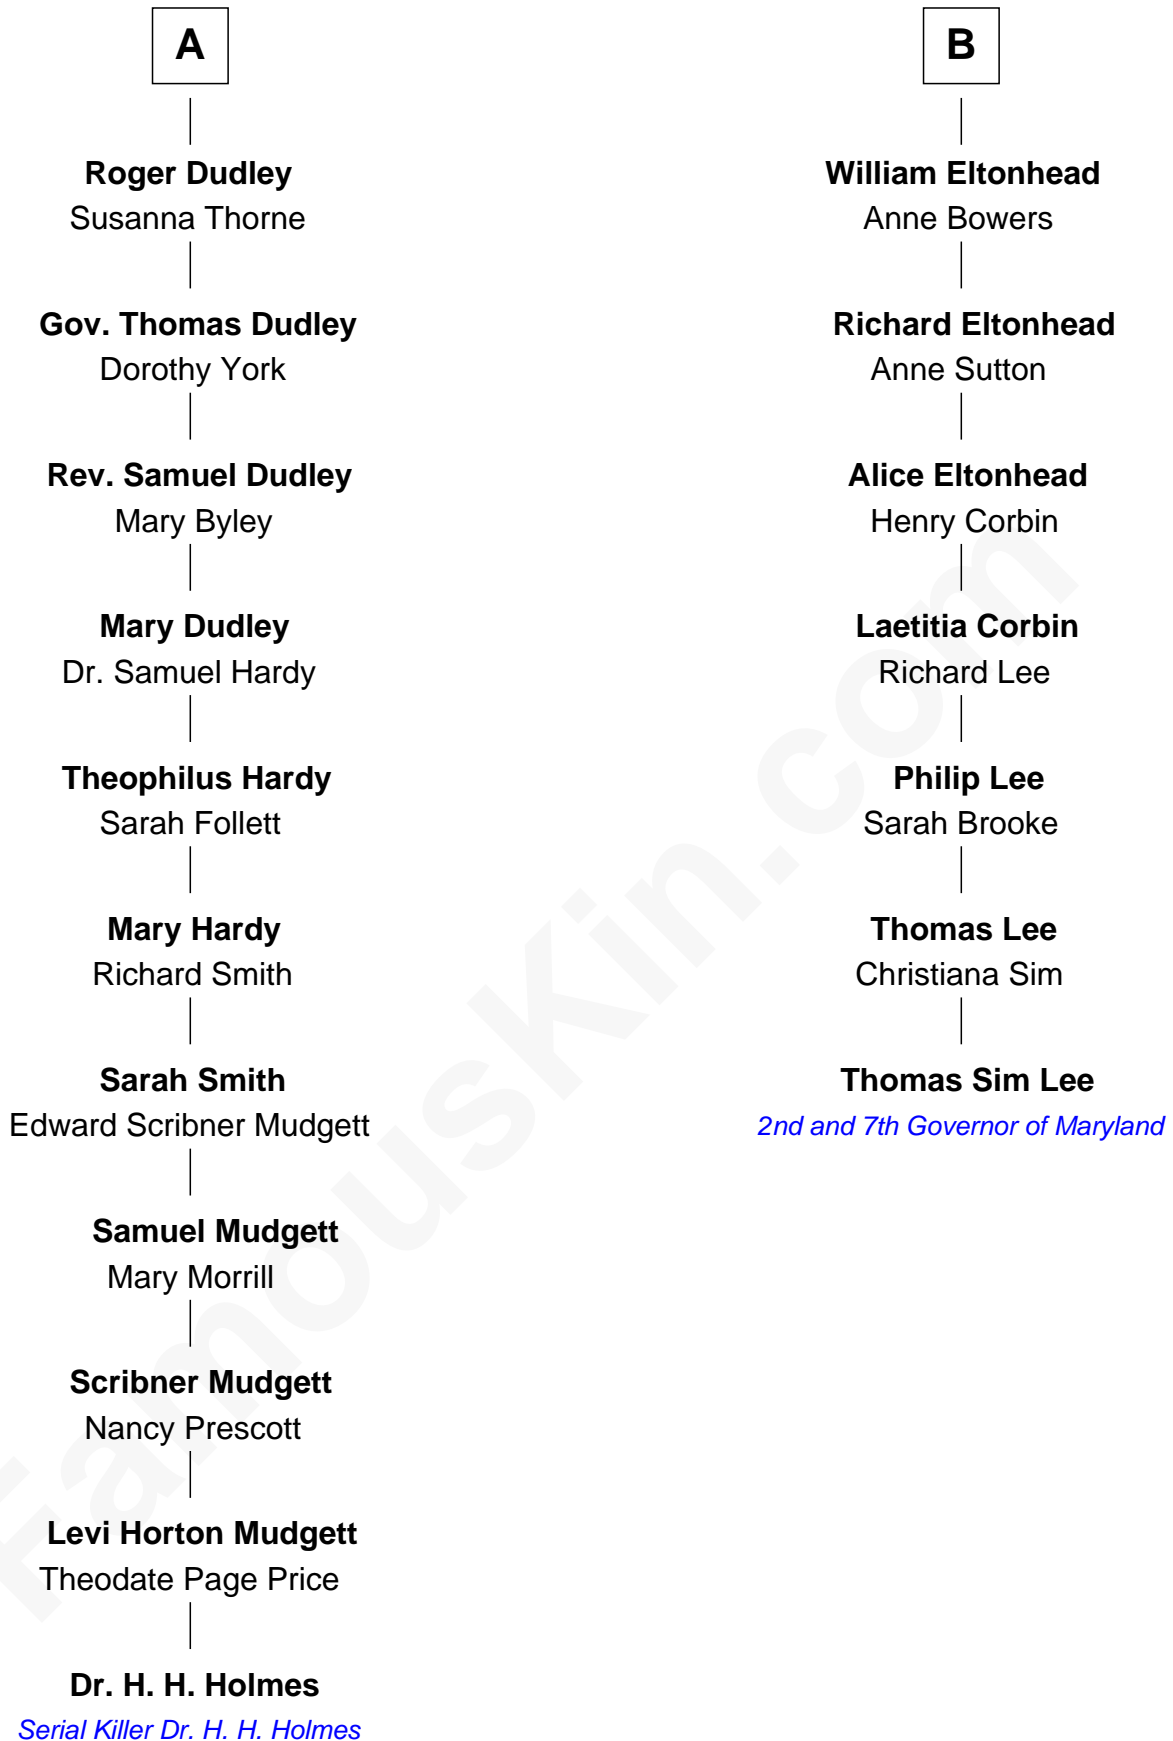 A
Roger Dudley
Susanna Thorne
Gov. Thomas Dudley
Dorothy York
Rev. Samuel Dudley
Mary Byley
Mary Dudley
Dr. Samuel Hardy
Theophilus Hardy
Sarah Follett
Mary Hardy
Richard Smith
Sarah Smith
Edward Scribner Mudgett
Samuel Mudgett
Mary Morrill
Scribner Mudgett
Nancy Prescott
Levi Horton Mudgett
Theodate Page Price
Dr. H. H. Holmes
Serial Killer Dr. H. H. Holmes
B
William Eltonhead
Anne Bowers
Richard Eltonhead
Anne Sutton
Alice Eltonhead
Henry Corbin
Laetitia Corbin
Richard Lee
Philip Lee
Sarah Brooke
Thomas Lee
Christiana Sim
Thomas Sim Lee
2nd and 7th Governor of Maryland
FamousKin.com